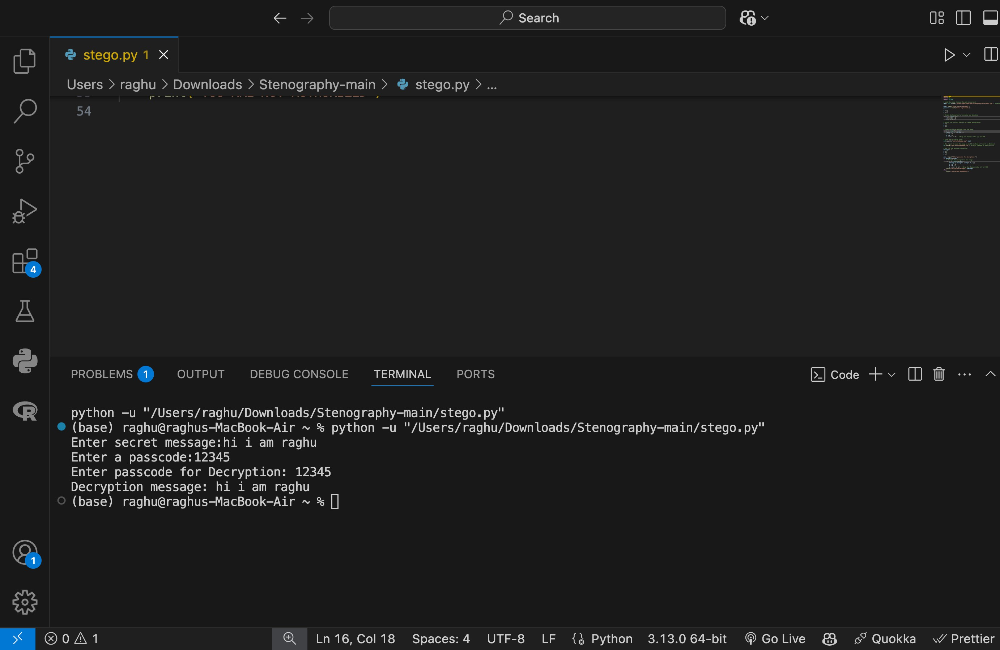 Search
stego.py 1
Users > raghu > Downloads > Stenography-main > stego.py > ...
54
4
PROBLEMS 1 OUTPUT DEBUG CONSOLE TERMINAL PORTS Code
python -u "/Users/raghu/Downloads/Stenography-main/stego.py"
(base) raghu@raghus-MacBook-Air ~ % python -u "/Users/raghu/Downloads/Stenography-main/stego.py"
Enter secret message:hi i am raghu
Enter a passcode:12345
Enter passcode for Decryption: 12345
Decryption message: hi i am raghu
(base) raghu@raghus-MacBook-Air ~ %
1
0 1 Ln 16, Col 18 Spaces: 4 UTF-8 LF Python 3.13.0 64-bit Go Live Quokka Prettier